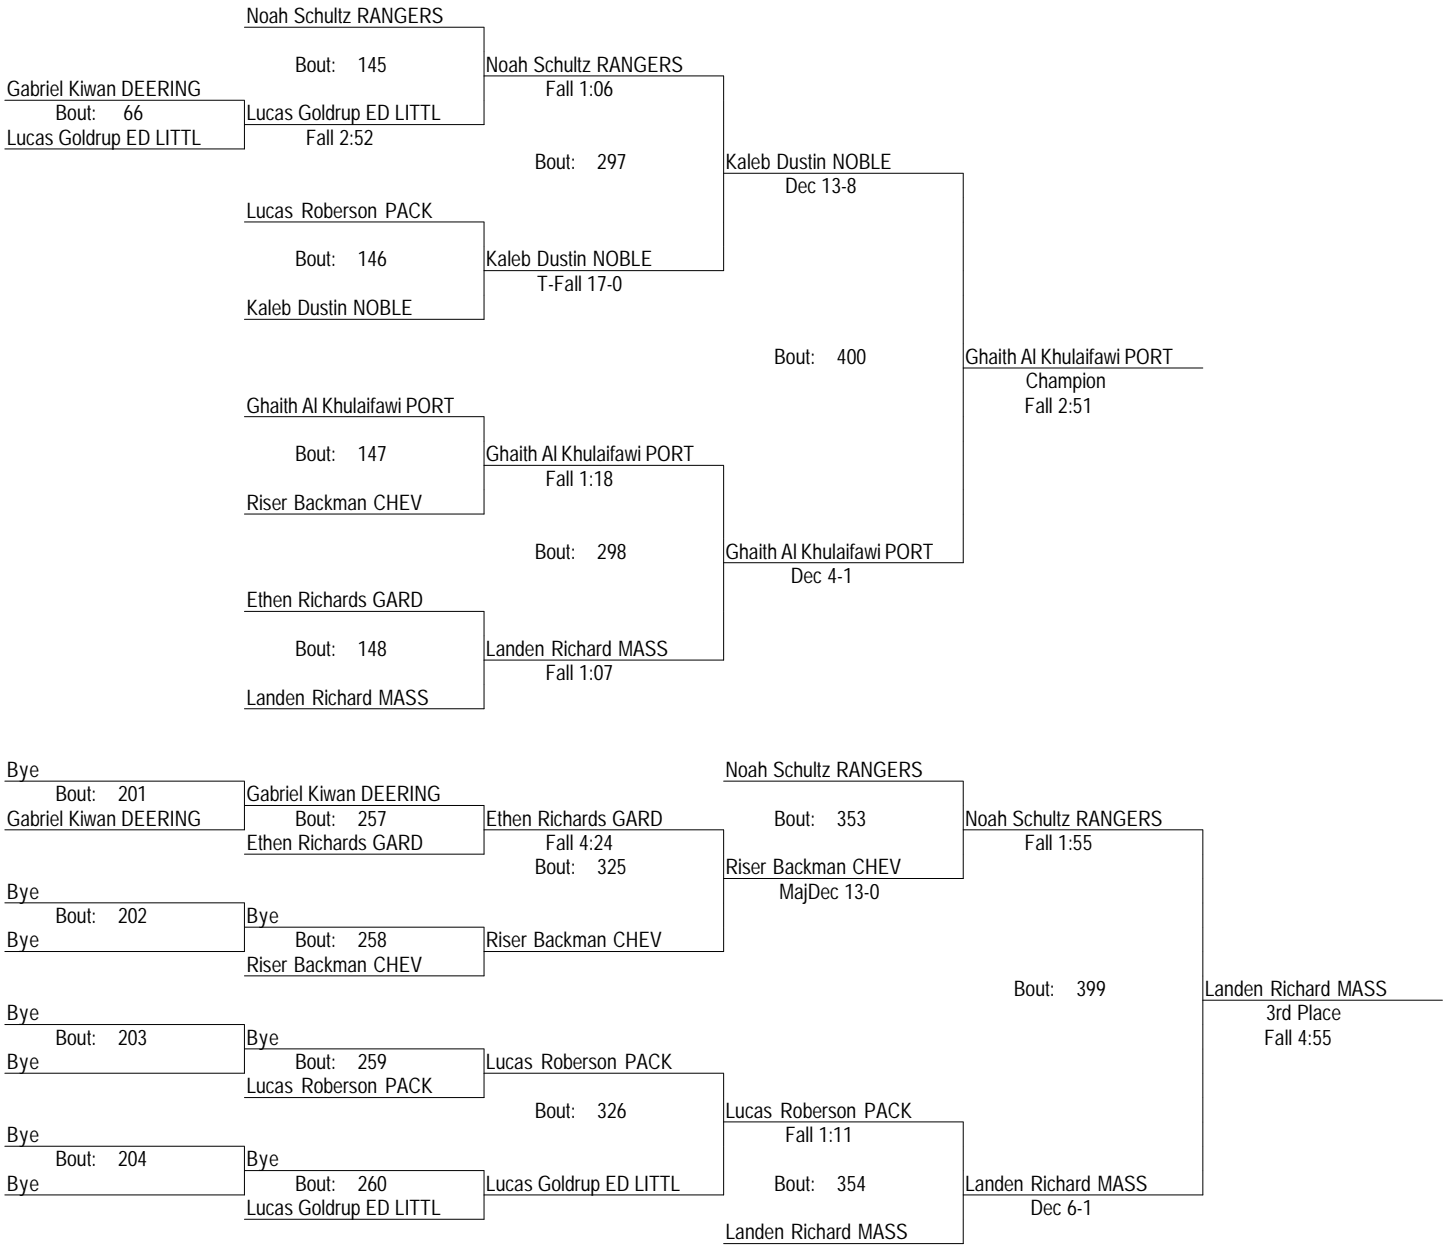 Noah Schultz RANGERS
Bout: 145
Noah Schultz RANGERS
Gabriel Kiwan DEERING
Fall 1:06
Bout: 66
Lucas Goldrup ED LITTL
Lucas Goldrup ED LITTL
Fall 2:52
Bout: 297
Kaleb Dustin NOBLE
Dec 13-8
Lucas Roberson PACK
Bout: 146
Kaleb Dustin NOBLE
T-Fall 17-0
Kaleb Dustin NOBLE
Bout: 400
Ghaith Al Khulaifawi PORT
Champion
Fall 2:51
Ghaith Al Khulaifawi PORT
Bout: 147
Ghaith Al Khulaifawi PORT
Fall 1:18
Riser Backman CHEV
Bout: 298
Ghaith Al Khulaifawi PORT
Dec 4-1
Ethen Richards GARD
Bout: 148
Landen Richard MASS
Fall 1:07
Landen Richard MASS
Bye
Noah Schultz RANGERS
Bout: 201
Gabriel Kiwan DEERING
Gabriel Kiwan DEERING
Bout: 257
Ethen Richards GARD
Bout: 353
Noah Schultz RANGERS
Ethen Richards GARD
Fall 4:24
Fall 1:55
Bout: 325
Riser Backman CHEV
MajDec 13-0
Bye
Bout: 202
Bye
Bye
Bout: 258
Riser Backman CHEV
Riser Backman CHEV
Bout: 399
Landen Richard MASS
3rd Place
Fall 4:55
Bye
Bout: 203
Bye
Bye
Bout: 259
Lucas Roberson PACK
Lucas Roberson PACK
Bout: 326
Lucas Roberson PACK
Fall 1:11
Bye
Bout: 204
Bye
Bye
Bout: 260
Lucas Goldrup ED LITTL
Bout: 354
Landen Richard MASS
Lucas Goldrup ED LITTL
Dec 6-1
Landen Richard MASS